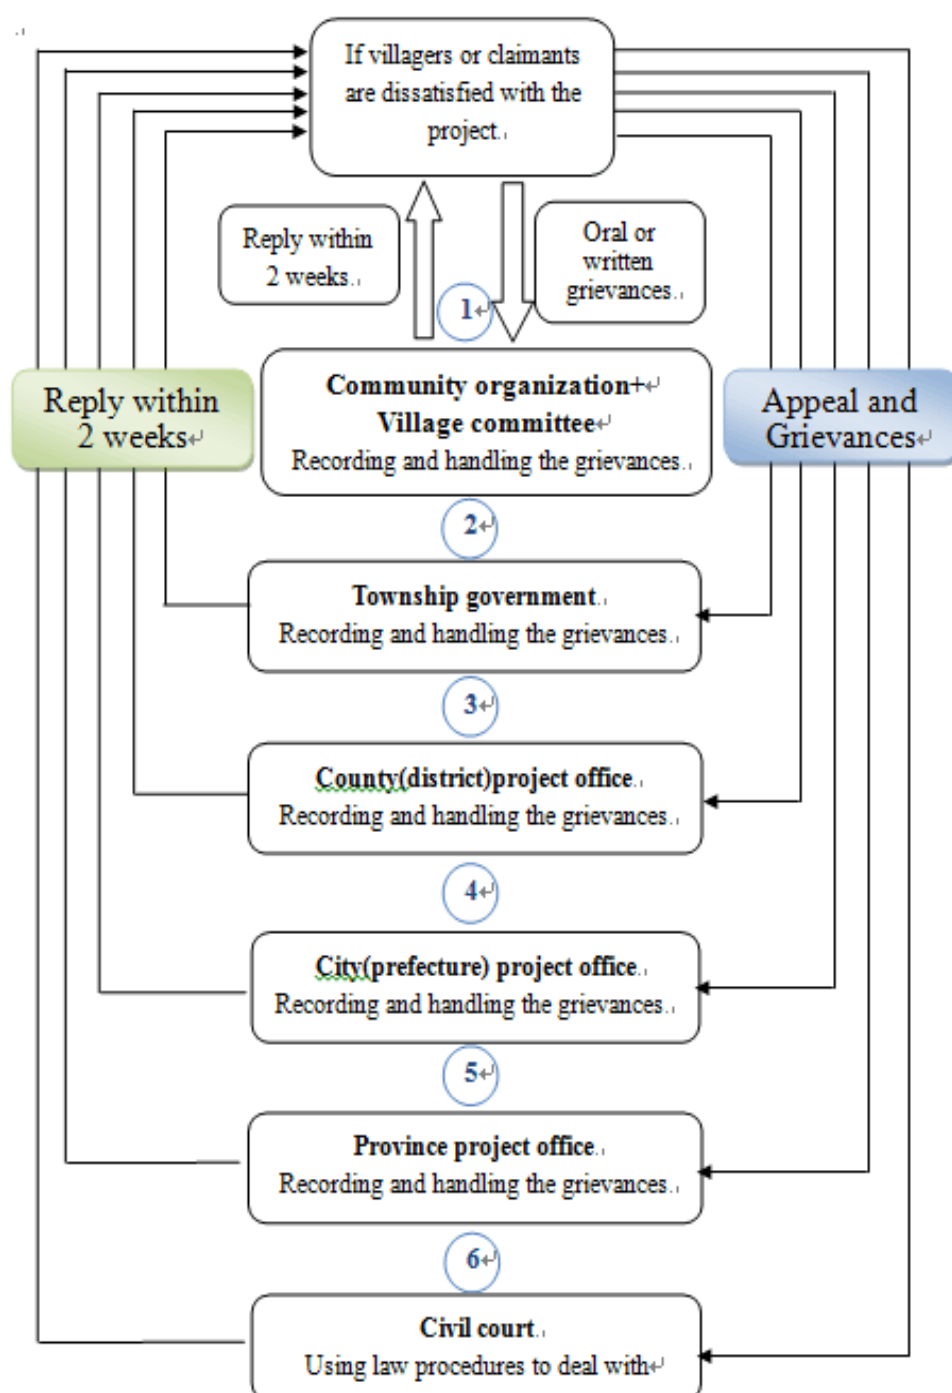 If villagers or claimants
are dissatisfied with the
project.
Reply within
2 weeks.
Oral or
written
grievances.
1
Community organization+
Village committee
Recording and handling the grievances.
Reply within
2 weeks
Appeal and
Grievances
2
Township government.
Recording and handling the grievances.
3
County(district)project office.
Recording and handling the grievances.
4
City(prefecture) project office.
Recording and handling the grievances.
5
Province project office.
Recording and handling the grievances.
6
Civil court.
Using law procedures to deal with